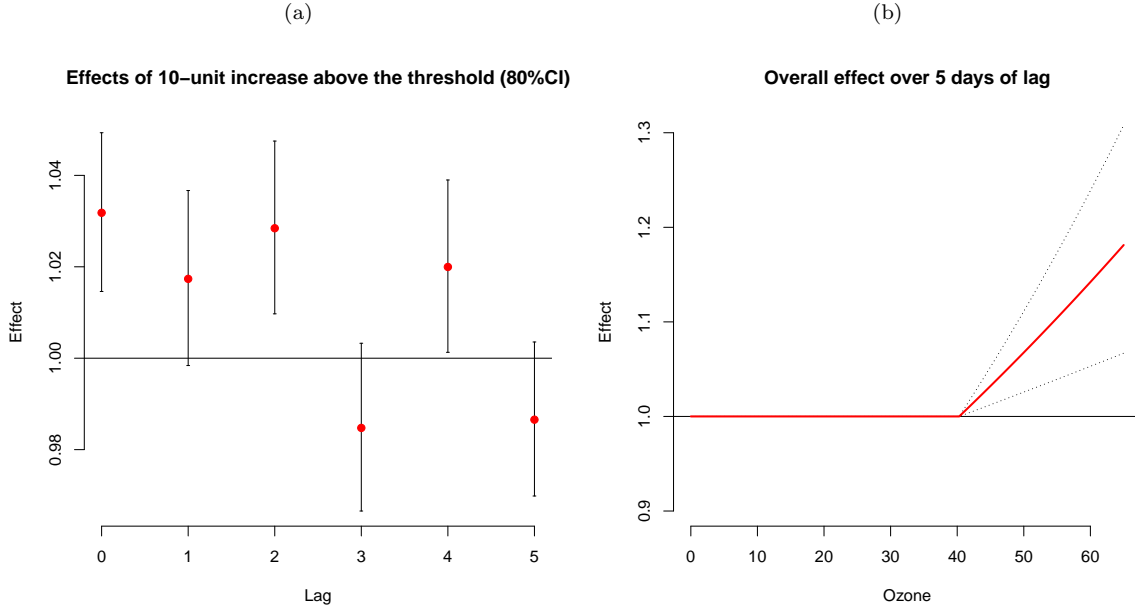 (a)
Effects of 10−unit increase above the threshold (80%CI)
Effect
1.04
1.02
1.00
0.98
0 1 2 3 4 5
Lag
(b)
Overall effect over 5 days of lag
Effect
1.3
1.2
1.1
1.0
0.9
0 10 20 30 40 50 60
Ozone